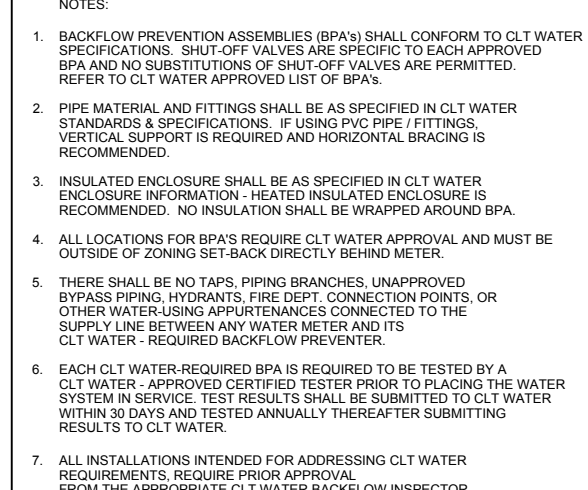 NOTES:
1. BACKFLOW PREVENTION ASSEMBLIES (BPA's) SHALL CONFORM TO CLT WATER
SPECIFICATIONS. SHUT-OFF VALVES ARE SPECIFIC TO EACH APPROVED
BPA AND NO SUBSTITUTIONS OF SHUT-OFF VALVES ARE PERMITTED.
REFER TO CLT WATER APPROVED LIST OF BPA's.
2. PIPE MATERIAL AND FITTINGS SHALL BE AS SPECIFIED IN CLT WATER
STANDARDS & SPECIFICATIONS. IF USING PVC PIPE / FITTINGS,
VERTICAL SUPPORT IS REQUIRED AND HORIZONTAL BRACING IS
RECOMMENDED.
3. INSULATED ENCLOSURE SHALL BE AS SPECIFIED IN CLT WATER
ENCLOSURE INFORMATION - HEATED INSULATED ENCLOSURE IS
RECOMMENDED. NO INSULATION SHALL BE WRAPPED AROUND BPA.
4. ALL LOCATIONS FOR BPA'S REQUIRE CLT WATER APPROVAL AND MUST BE
OUTSIDE OF ZONING SET-BACK DIRECTLY BEHIND METER.
5. THERE SHALL BE NO TAPS, PIPING BRANCHES, UNAPPROVED
BYPASS PIPING, HYDRANTS, FIRE DEPT. CONNECTION POINTS, OR
OTHER WATER-USING APPURTENANCES CONNECTED TO THE
SUPPLY LINE BETWEEN ANY WATER METER AND ITS
CLT WATER - REQUIRED BACKFLOW PREVENTER.
6. EACH CLT WATER-REQUIRED BPA IS REQUIRED TO BE TESTED BY A
CLT WATER - APPROVED CERTIFIED TESTER PRIOR TO PLACING THE WATER
SYSTEM IN SERVICE. TEST RESULTS SHALL BE SUBMITTED TO CLT WATER
WITHIN 30 DAYS AND TESTED ANNUALLY THEREAFTER SUBMITTING
RESULTS TO CLT WATER.
7. ALL INSTALLATIONS INTENDED FOR ADDRESSING CLT WATER
REQUIREMENTS, REQUIRE PRIOR APPROVAL
FROM THE APPROPRIATE CLT WATER BACKFLOW INSPECTOR